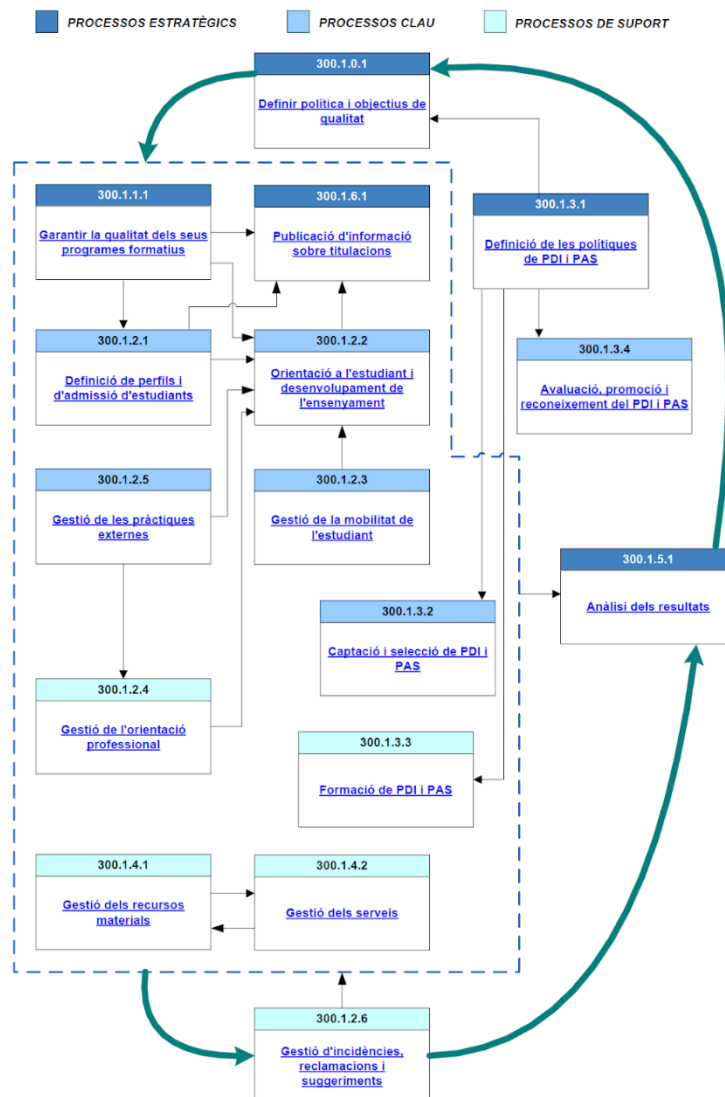 PROCESSOS ESTRATÈGICS
PROCESSOS CLAU
PROCESSOS DE SUPORT
300.1.0.1
Definir política i objectius de
qualitat
300.1.1.1
Garantir la qualitat dels seus
programes formatius
300.1.6.1
Publicació d'informació
sobre titulacions
300.1.3.1
Definició de les polítiques
de PDI i PAS
300.1.2.1
Definició de perfils i
d'admissió d'estudiants
300.1.2.2
Orientació a l'estudiant i
desenvolupament de
l'ensenyament
300.1.3.4
Avaluació, promoció i
reconeixement del PDI i PAS
300.1.2.5
Gestió de les pràctiques
externes
300.1.2.3
Gestió de la mobilitat de
l'estudiant
300.1.5.1
Anàlisi dels resultats
300.1.3.2
Captació i selecció de PDI i
PAS
300.1.2.4
Gestió de l'orientació
professional
300.1.3.3
Formació de PDI i PAS
300.1.4.1
Gestió dels recursos
materials
300.1.4.2
Gestió dels serveis
300.1.2.6
Gestió d'incidències,
reclamacions i
suggeriments